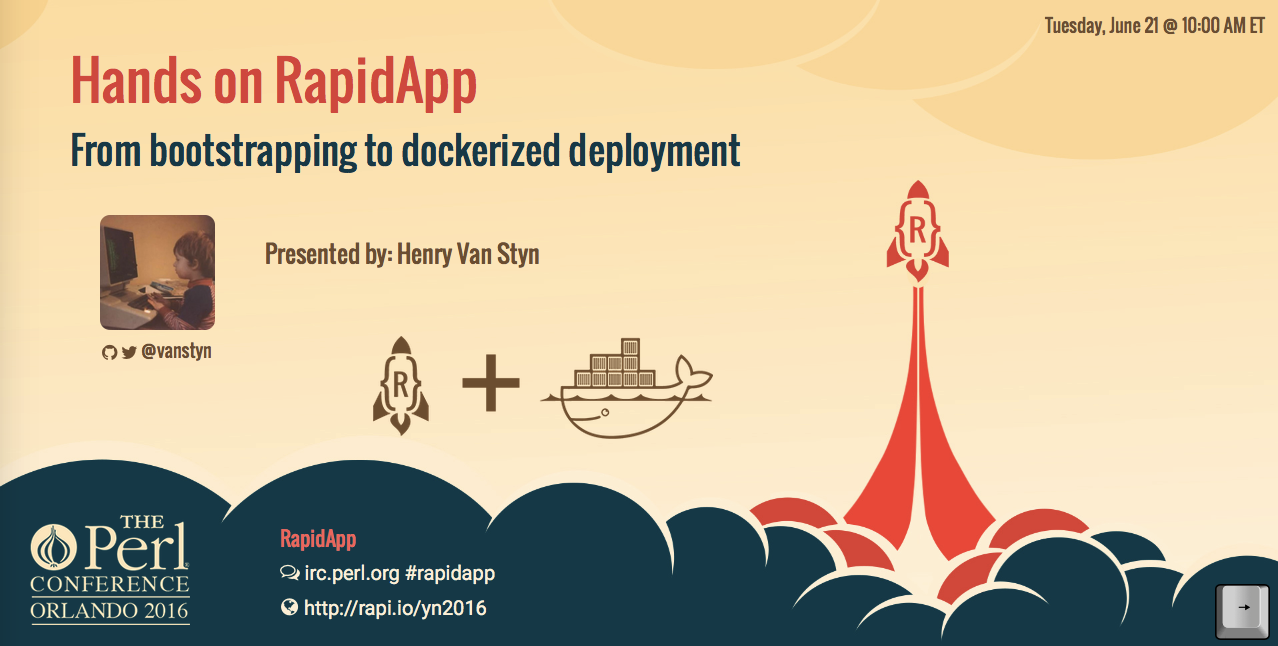 Tuesday, June 21 @ 10:00 AM ET
Hands on RapidApp
From bootstrapping to dockerized deployment
Presented by: Henry Van Styn
@vanstyn
R
R
THE
Perl
CONFERENCE
ORLANDO 2016
RapidApp
irc.perl.org #rapidapp
http://rapi.io/yn2016